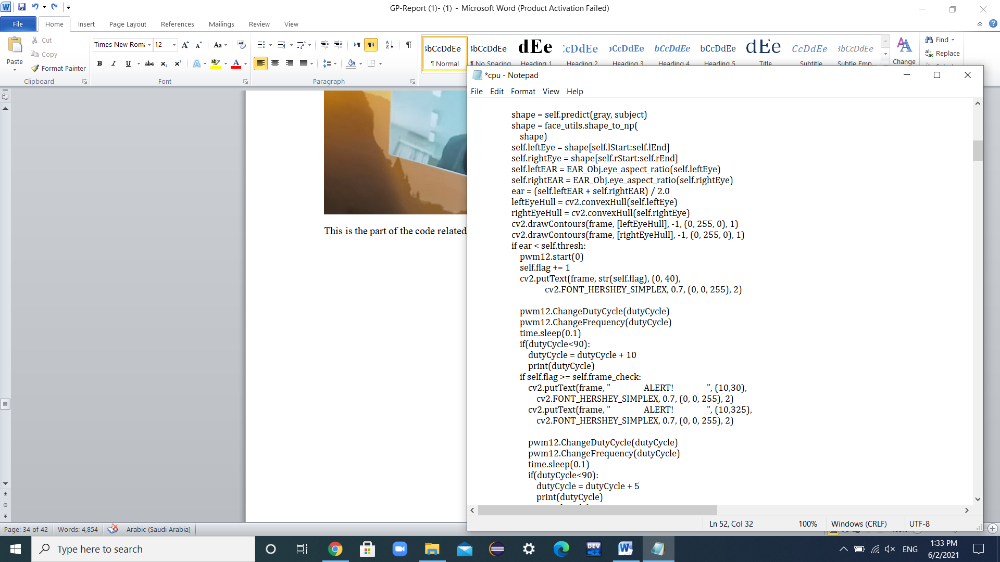 GP-Report (1)- (1) - Microsoft Word (Product Activation Failed)
File Home Insert Page Layout References Mailings Review View
Cut
Copy
Format Painter
Paste
Clipboard
Times New Roma 12
Font
Paragraph
¶ Normal
¶ No Spacing
Heading 1
Heading 2
Heading 3
Heading 4
Heading 5
Title
Subtitle
Subtle Emp...
Change
Find
Replace
*cpu - Notepad
File Edit Format View Help
shape = self.predict(gray, subject)
shape = face_utils.shape_to_np(
shape)
self.leftEye = shape[self.lStart:self.lEnd]
self.rightEye = shape[self.rStart:self.rEnd]
self.leftEAR = EAR_Obj.eye_aspect_ratio(self.leftEye)
self.rightEAR = EAR_Obj.eye_aspect_ratio(self.rightEye)
ear = (self.leftEAR + self.rightEAR) / 2.0
leftEyeHull = cv2.convexHull(self.leftEye)
rightEyeHull = cv2.convexHull(self.rightEye)
cv2.drawContours(frame, [leftEyeHull], -1, (0, 255, 0), 1)
cv2.drawContours(frame, [rightEyeHull], -1, (0, 255, 0), 1)
if ear < self.thresh:
pwm12.start(0)
self.flag += 1
cv2.putText(frame, str(self.flag), (0, 40),
cv2.FONT_HERSHEY_SIMPLEX, 0.7, (0, 0, 255), 2)
pwm12.ChangeDutyCycle(dutyCycle)
pwm12.ChangeFrequency(dutyCycle)
time.sleep(0.1)
if(dutyCycle<90):
dutyCycle = dutyCycle + 10
print(dutyCycle)
if self.flag >= self.frame_check:
cv2.putText(frame, " ALERT! ", (10,30),
cv2.FONT_HERSHEY_SIMPLEX, 0.7, (0, 0, 255), 2)
cv2.putText(frame, " ALERT! ", (10,325),
cv2.FONT_HERSHEY_SIMPLEX, 0.7, (0, 0, 255), 2)
pwm12.ChangeDutyCycle(dutyCycle)
pwm12.ChangeFrequency(dutyCycle)
time.sleep(0.1)
if(dutyCycle<90):
dutyCycle = dutyCycle + 5
print(dutyCycle)
Ln 52, Col 32 100% Windows (CRLF) UTF-8
This is the part of the code related
Page: 34 of 42 Words: 4,854 Arabic (Saudi Arabia)
Type here to search
ENG
1:33 PM
6/2/2021